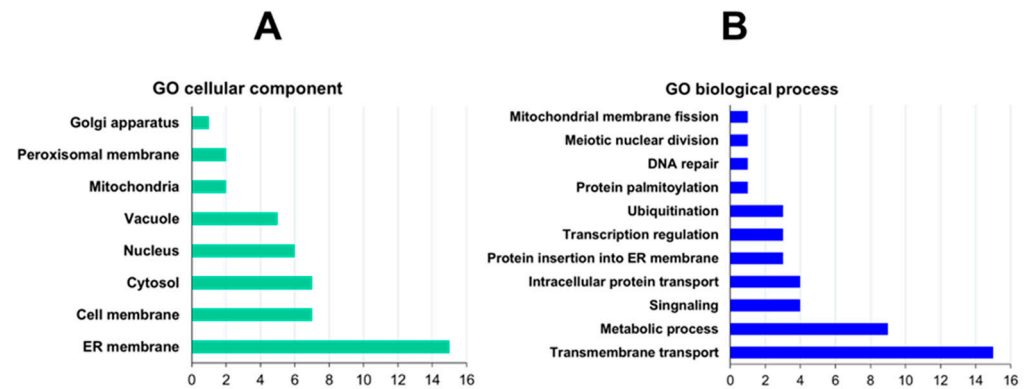 A
B
GO cellular component
Golgi apparatus
Peroxisomal membrane
Mitochondria
Vacuole
Nucleus
Cytosol
Cell membrane
ER membrane
0 2 4 6 8 10 12 14 16
GO biological process
Mitochondrial membrane fission
Meiotic nuclear division
DNA repair
Protein palmitoylation
Ubiquitination
Transcription regulation
Protein insertion into ER membrane
Intracellular protein transport
Singnaling
Metabolic process
Transmembrane transport
0 2 4 6 8 10 12 14 16